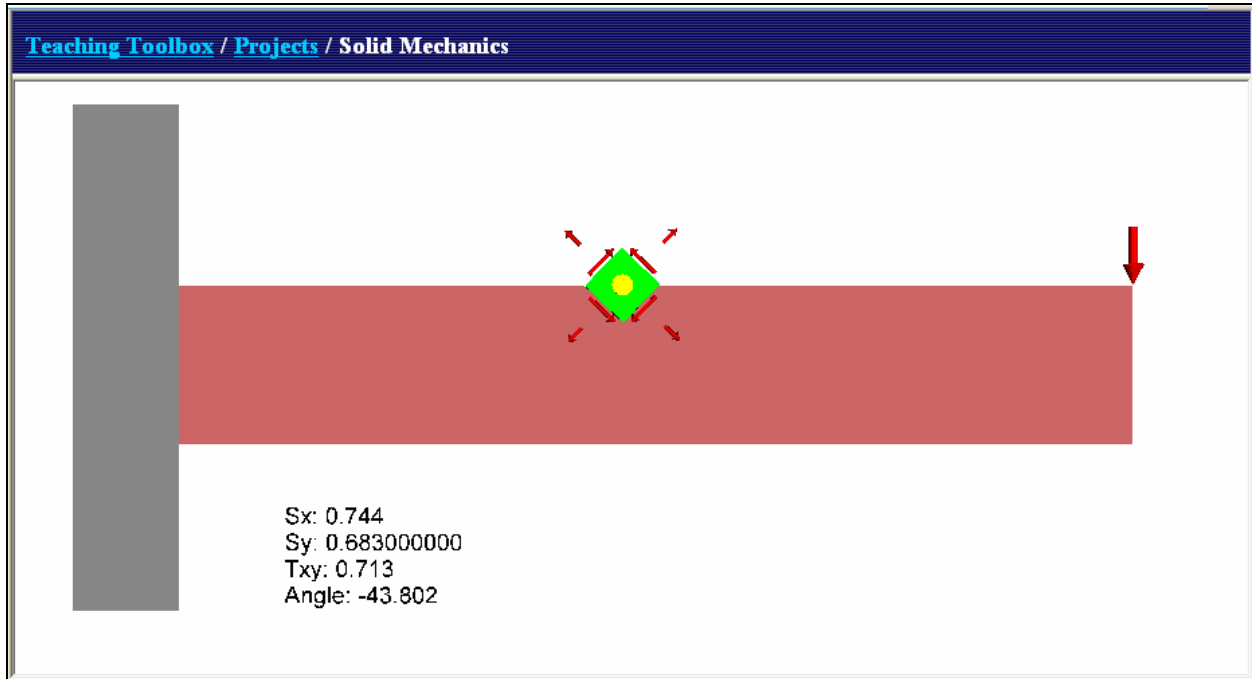 Teaching Toolbox / Projects / Solid Mechanics
Sx: 0.744
Sy: 0.683000000
Txy: 0.713
Angle: -43.802